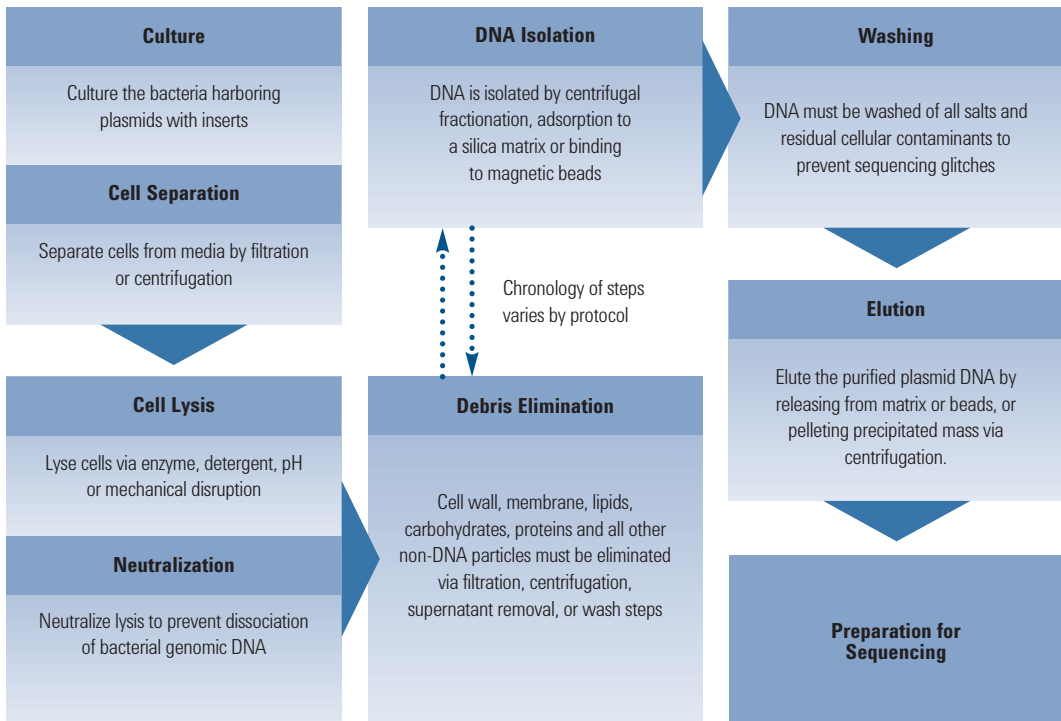 Culture
Culture the bacteria harboring
plasmids with inserts
Cell Separation
Separate cells from media by filtration
or centrifugation
Cell Lysis
Lyse cells via enzyme, detergent, pH
or mechanical disruption
Neutralization
Neutralize lysis to prevent dissociation
of bacterial genomic DNA
DNA Isolation
DNA is isolated by centrifugal
fractionation, adsorption to
a silica matrix or binding
to magnetic beads
Chronology of steps
varies by protocol
Debris Elimination
Cell wall, membrane, lipids,
carbohydrates, proteins and all other
non-DNA particles must be eliminated
via filtration, centrifugation,
supernatant removal, or wash steps
Washing
DNA must be washed of all salts and
residual cellular contaminants to
prevent sequencing glitches
Elution
Elute the purified plasmid DNA by
releasing from matrix or beads, or
pelleting precipitated mass via
centrifugation.
Preparation for
Sequencing